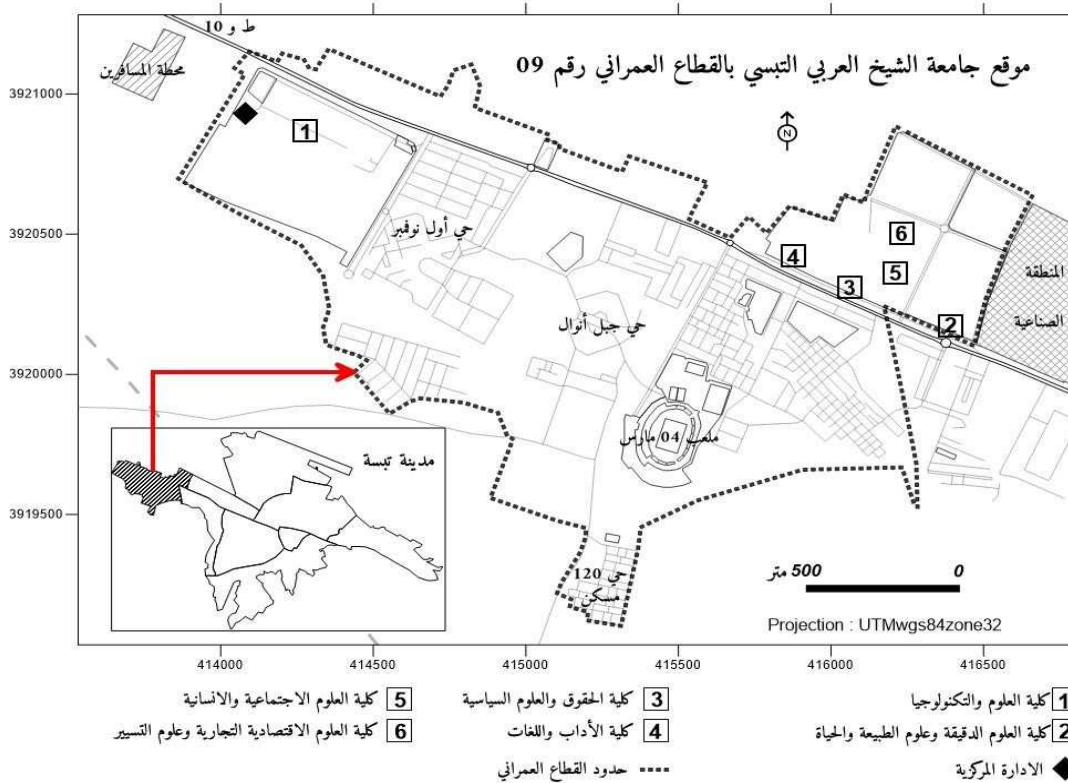 ط و 10
موقع جامعة الشيخ العربي التبسي بالقطاع العمراني رقم 09
محطة المسافرين
N
3921000
3920500
3920000
3919500
1
6
5
4
3
2
حي أول نوفمبر
المنطقة
الصناعية
حي جبل أنوال
ملعب 04 مارس
مدينة تبسة
حي 120
مسكن
500 متر 0
Projection : UTMwgs84zone32
414000 414500 415000 415500 416000 416500
1 كلية العلوم والتكنولوجيا
2 كلية العلوم الدقيقة وعلوم الطبيعة والحياة
الادارة المركزية
3 كلية الحقوق والعلوم السياسية
4 كلية الأداب واللغات
حدود القطاع العمراني
5 كلية العلوم الاجتماعية والانسانية
6 كلية العلوم الاقتصادية التجارية وعلوم التسيير